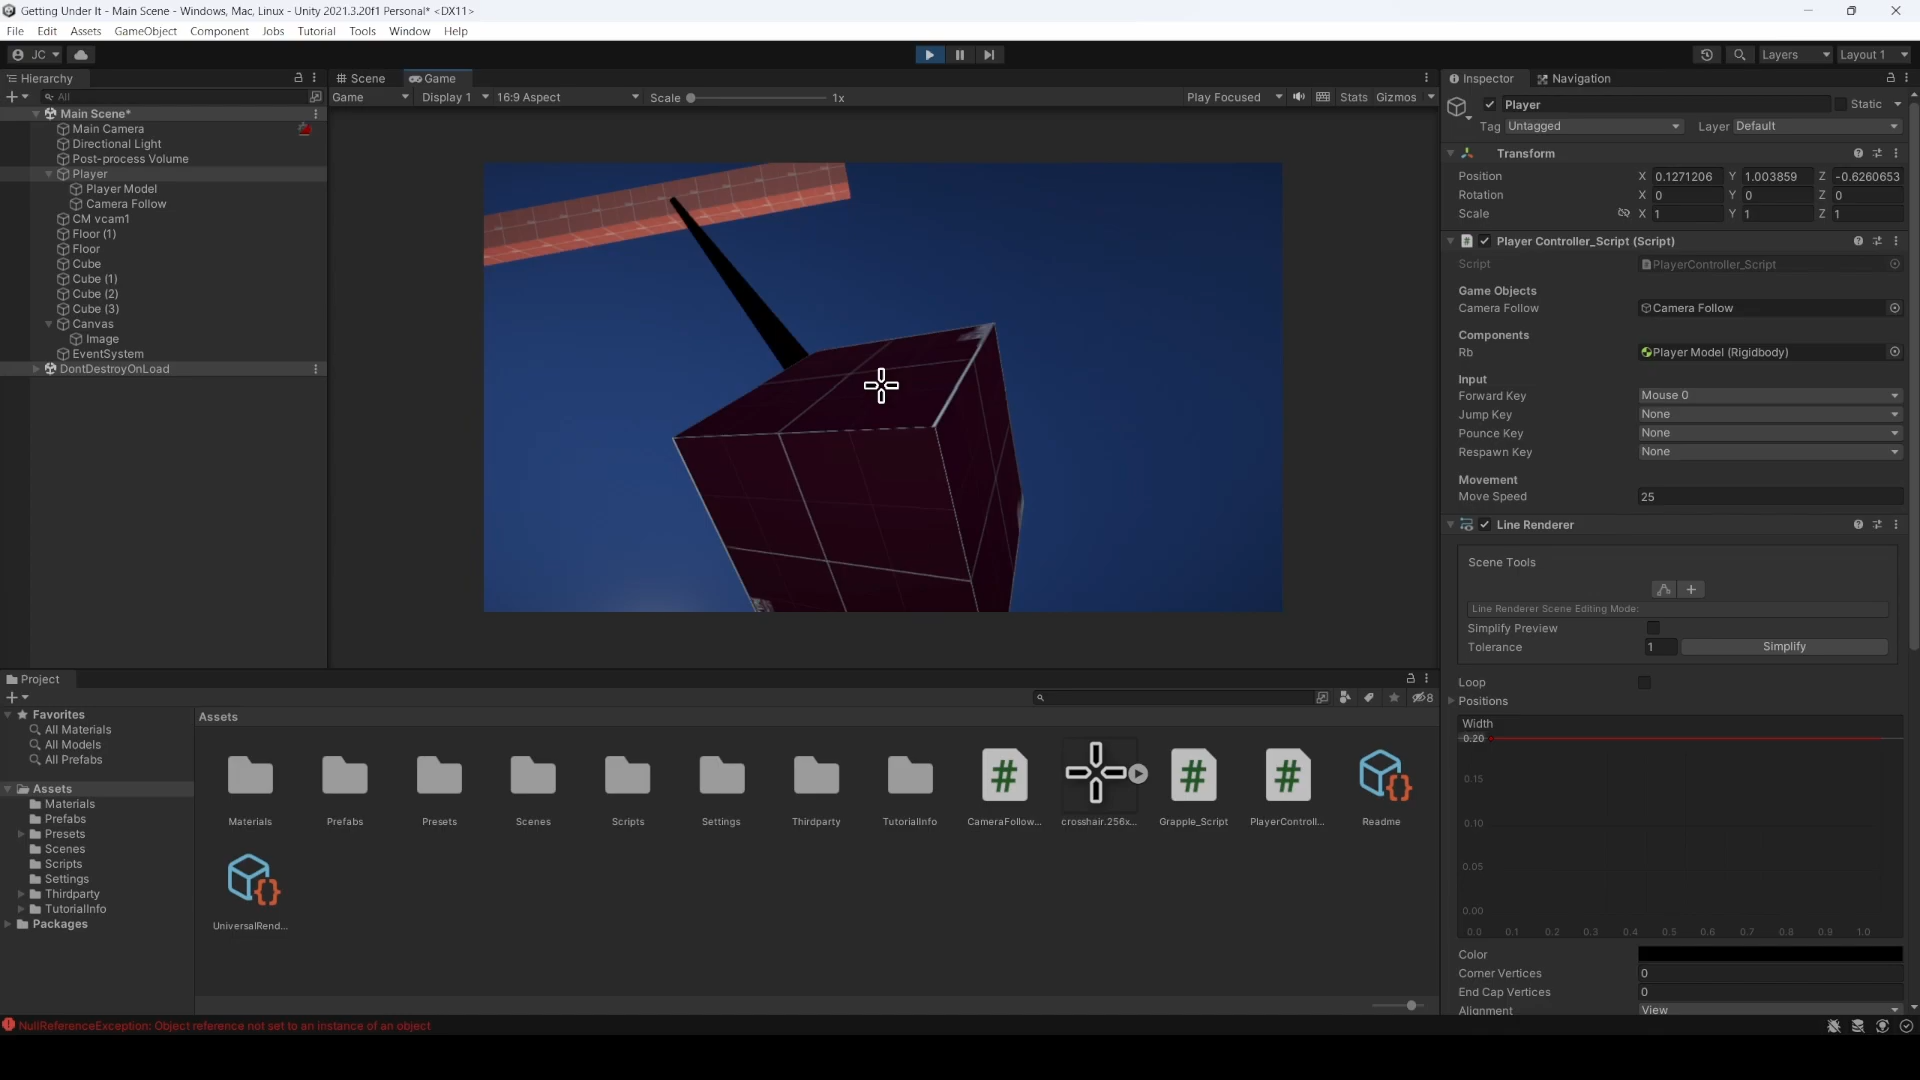 Getting Under It - Main Scene - Windows, Mac, Linux - Unity 2021.3.20f1 Personal* <DX11>
File Edit Assets GameObject Component Jobs Tutorial Tools Window Help
JC Layers Layout 1
Hierarchy
All
Main Scene*
Main Camera
Directional Light
Post-process Volume
Player
Player Model
Camera Follow
CM vcam1
Floor (1)
Floor
Cube
Cube (1)
Cube (2)
Cube (3)
Canvas
Image
EventSystem
DontDestroyOnLoad
Scene Game
Game Display 1 16:9 Aspect Scale 1x Play Focused Stats Gizmos
Inspector Navigation
Player Static
Tag Untagged Layer Default
Transform
Position X 0.1271206 Y 1.003859 Z -0.6260653
Rotation X 0 Y 0 Z 0
Scale X 1 Y 1 Z 1
# Player Controller_Script (Script)
Script PlayerController_Script
Game Objects
Camera Follow Camera Follow
Components
Rb Player Model (Rigidbody)
Input
Forward Key Mouse 0
Jump Key None
Pounce Key None
Respawn Key None
Movement
Move Speed 25
Line Renderer
Scene Tools
Line Renderer Scene Editing Mode:
Simplify Preview
Tolerance 1 Simplify
Loop
Positions
Width
0.20
0.15
0.10
0.05
0.00
0.0 0.1 0.2 0.3 0.4 0.5 0.6 0.7 0.8 0.9 1.0
Color
Corner Vertices 0
End Cap Vertices 0
Alignment View
Project
8
Favorites
All Materials
All Models
All Prefabs
Assets
Materials
Prefabs
Presets
Scenes
Scripts
Settings
Thirdparty
TutorialInfo
Packages
Assets
Materials Prefabs Presets Scenes Scripts Settings Thirdparty TutorialInfo CameraFollow... crosshair.256x... Grapple_Script PlayerControll... Readme
UniversalRend...
NullReferenceException: Object reference not set to an instance of an object